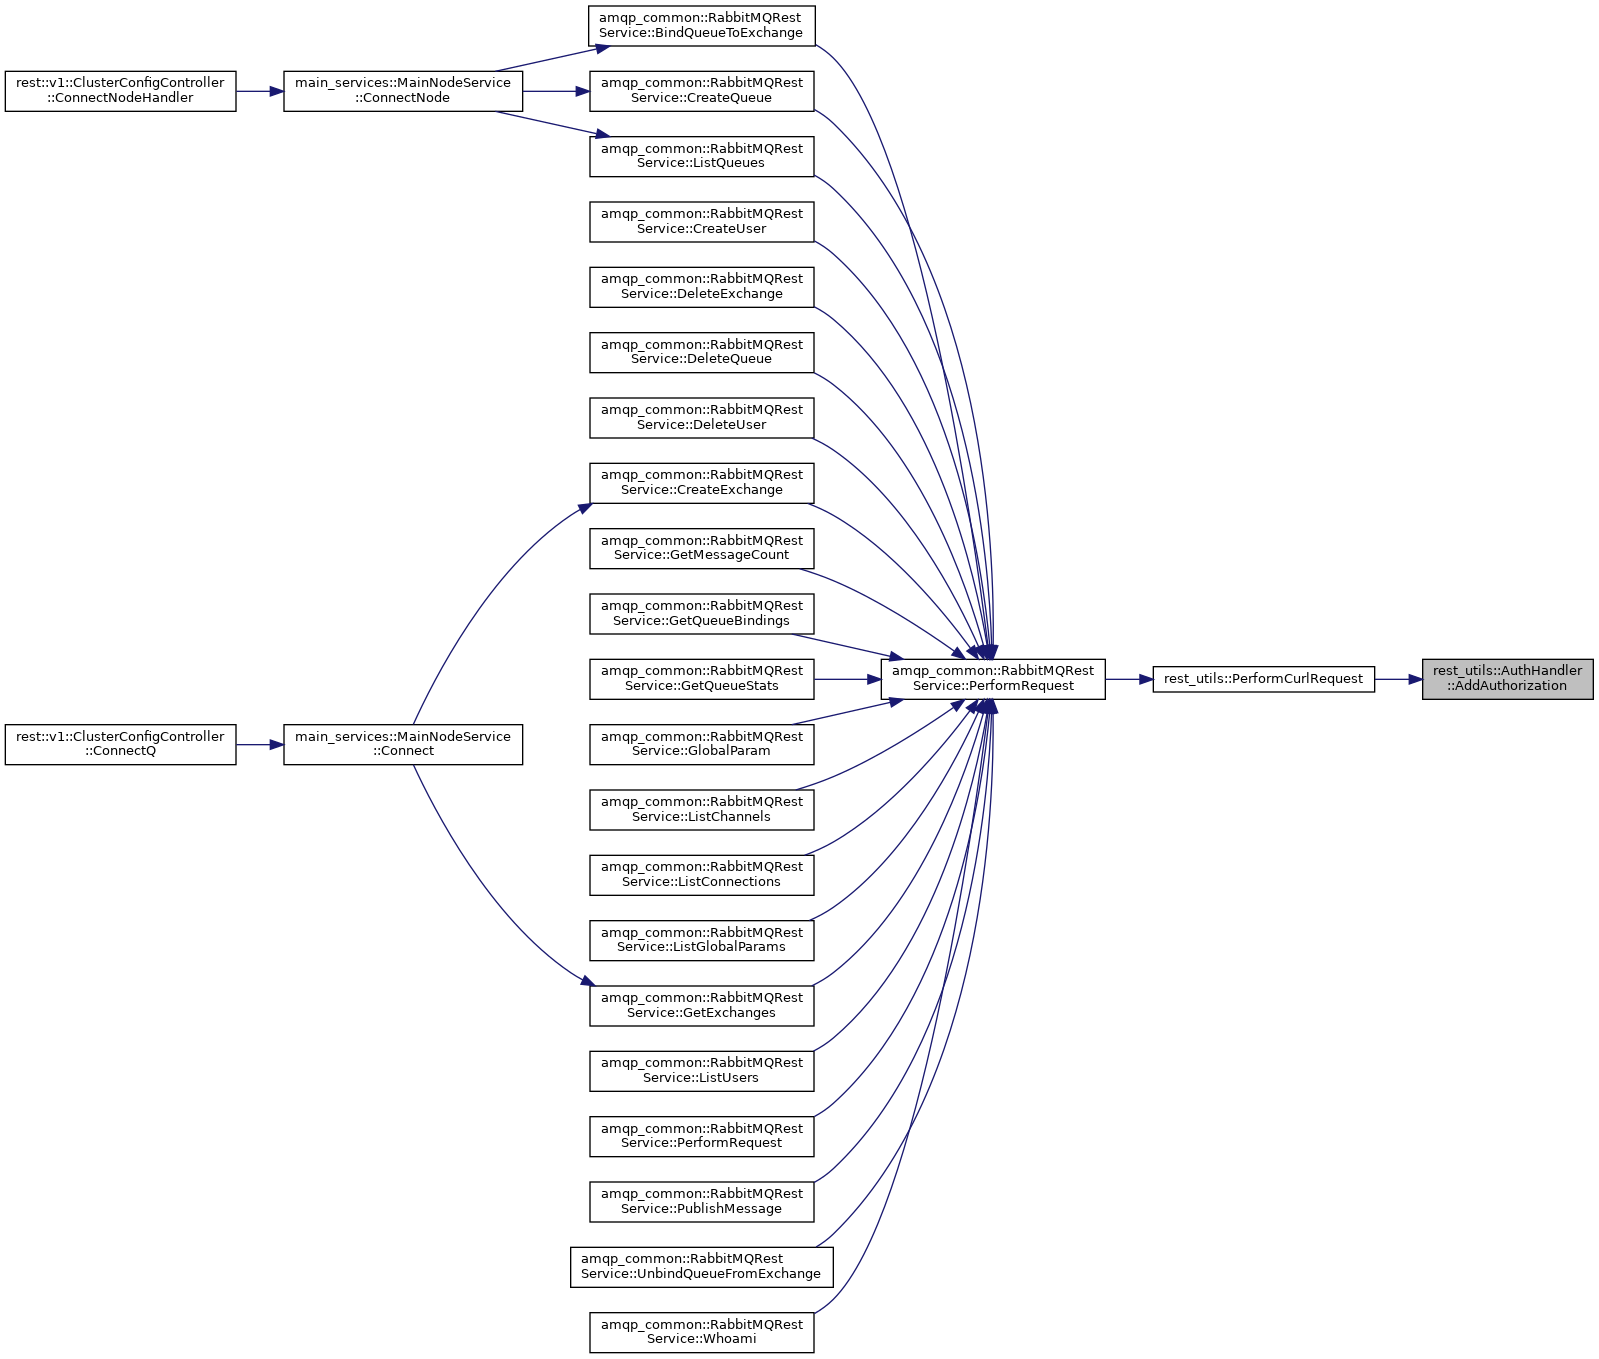 rest::v1::ClusterConfigController
::ConnectNodeHandler
rest::v1::ClusterConfigController
::ConnectQ
main_services::MainNodeService
::ConnectNode
main_services::MainNodeService
::Connect
amqp_common::RabbitMQRest
Service::BindQueueToExchange
amqp_common::RabbitMQRest
Service::CreateQueue
amqp_common::RabbitMQRest
Service::ListQueues
amqp_common::RabbitMQRest
Service::CreateUser
amqp_common::RabbitMQRest
Service::DeleteExchange
amqp_common::RabbitMQRest
Service::DeleteQueue
amqp_common::RabbitMQRest
Service::DeleteUser
amqp_common::RabbitMQRest
Service::CreateExchange
amqp_common::RabbitMQRest
Service::GetMessageCount
amqp_common::RabbitMQRest
Service::GetQueueBindings
amqp_common::RabbitMQRest
Service::GetQueueStats
amqp_common::RabbitMQRest
Service::GlobalParam
amqp_common::RabbitMQRest
Service::ListChannels
amqp_common::RabbitMQRest
Service::ListConnections
amqp_common::RabbitMQRest
Service::ListGlobalParams
amqp_common::RabbitMQRest
Service::GetExchanges
amqp_common::RabbitMQRest
Service::ListUsers
amqp_common::RabbitMQRest
Service::PerformRequest
amqp_common::RabbitMQRest
Service::PublishMessage
amqp_common::RabbitMQRest
Service::UnbindQueueFromExchange
amqp_common::RabbitMQRest
Service::Whoami
amqp_common::RabbitMQRest
Service::PerformRequest
rest_utils::PerformCurlRequest
rest_utils::AuthHandler
::AddAuthorization